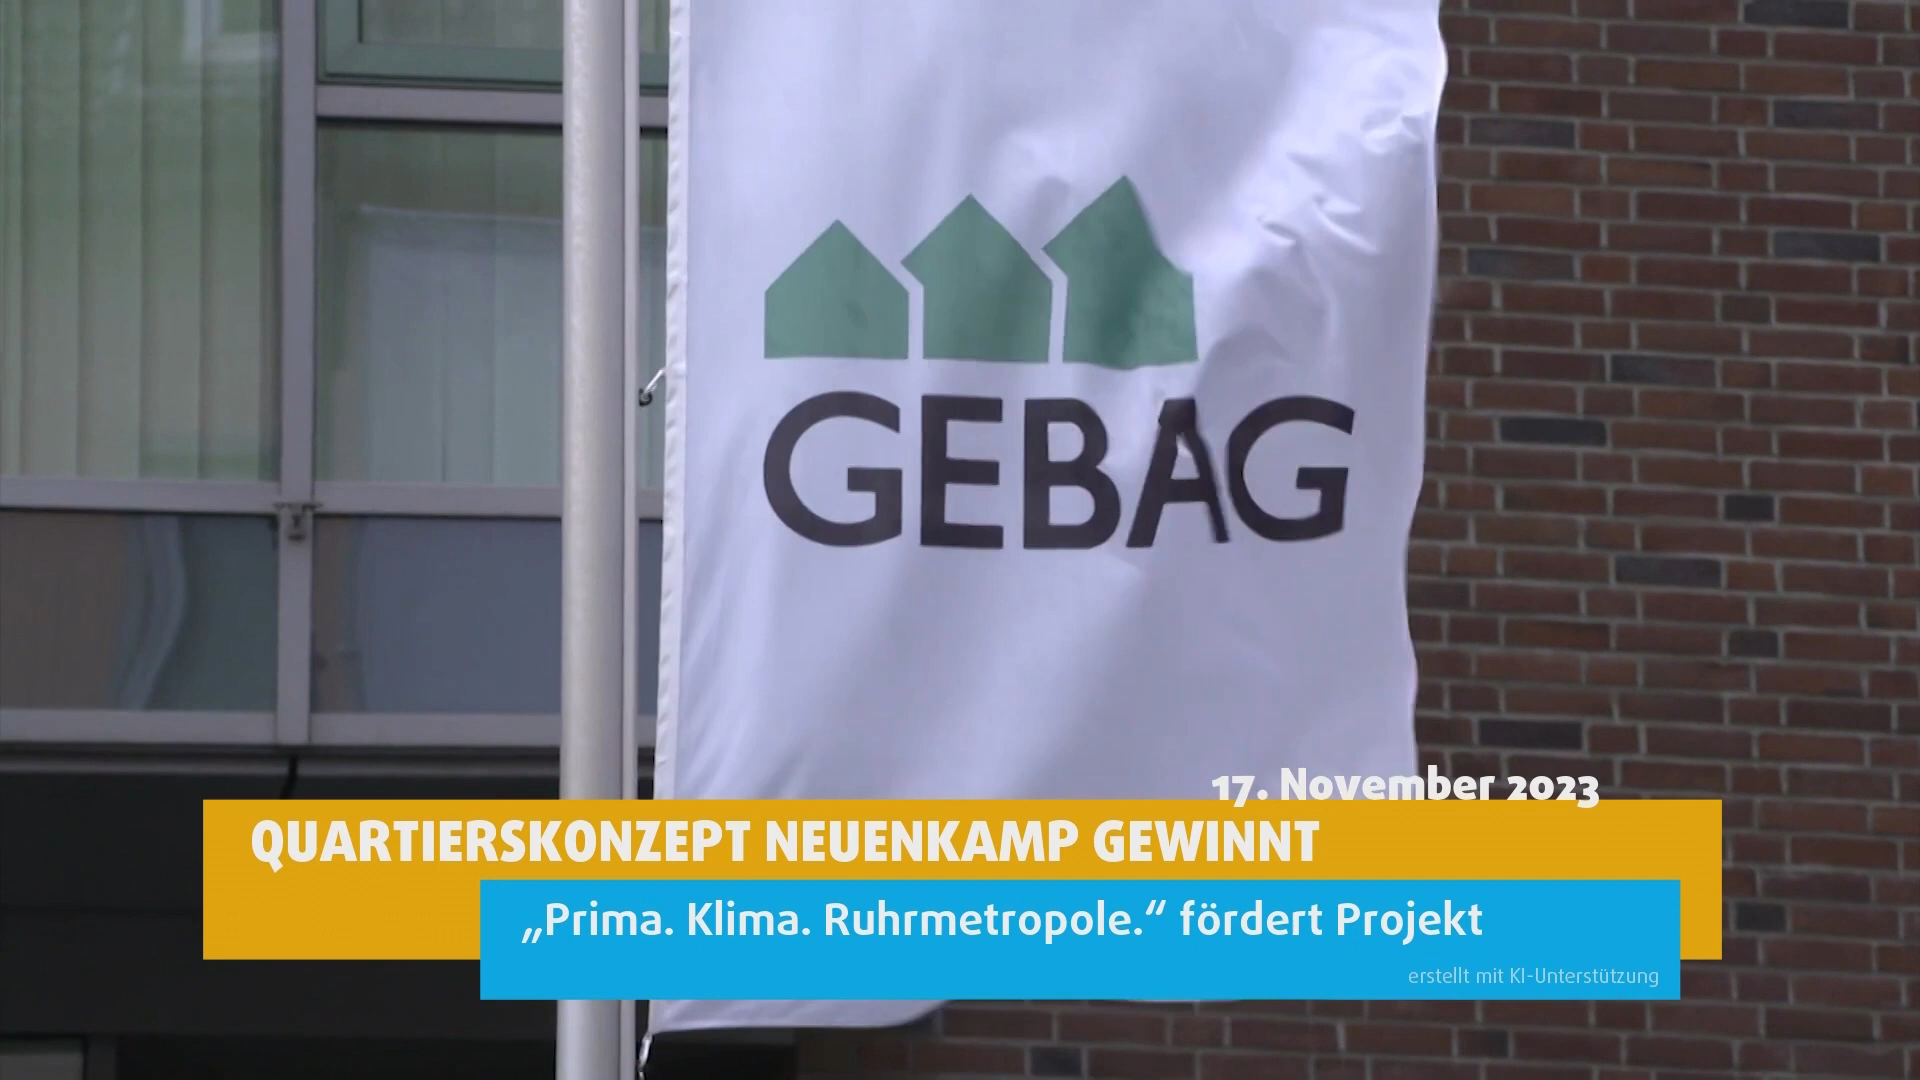 GEBAG
17. November 2023
QUARTIERSKONZEPT NEUENKAMP GEWINNT
„Prima. Klima. Ruhrmetropole.“ fördert Projekt
erstellt mit KI-Unterstützung